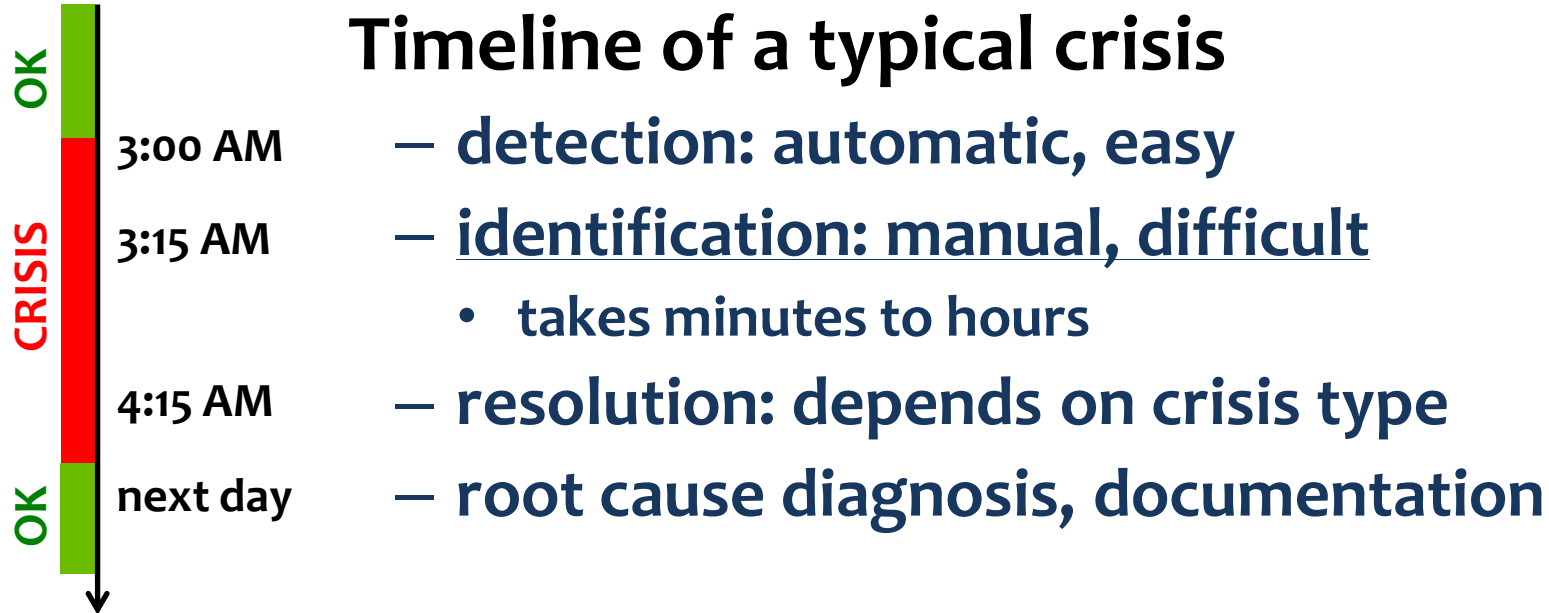 Timeline of a typical crisis
OK
3:00 AM – detection: automatic, easy
CRISIS
3:15 AM – identification: manual, difficult
• takes minutes to hours
4:15 AM – resolution: depends on crisis type
OK
next day – root cause diagnosis, documentation